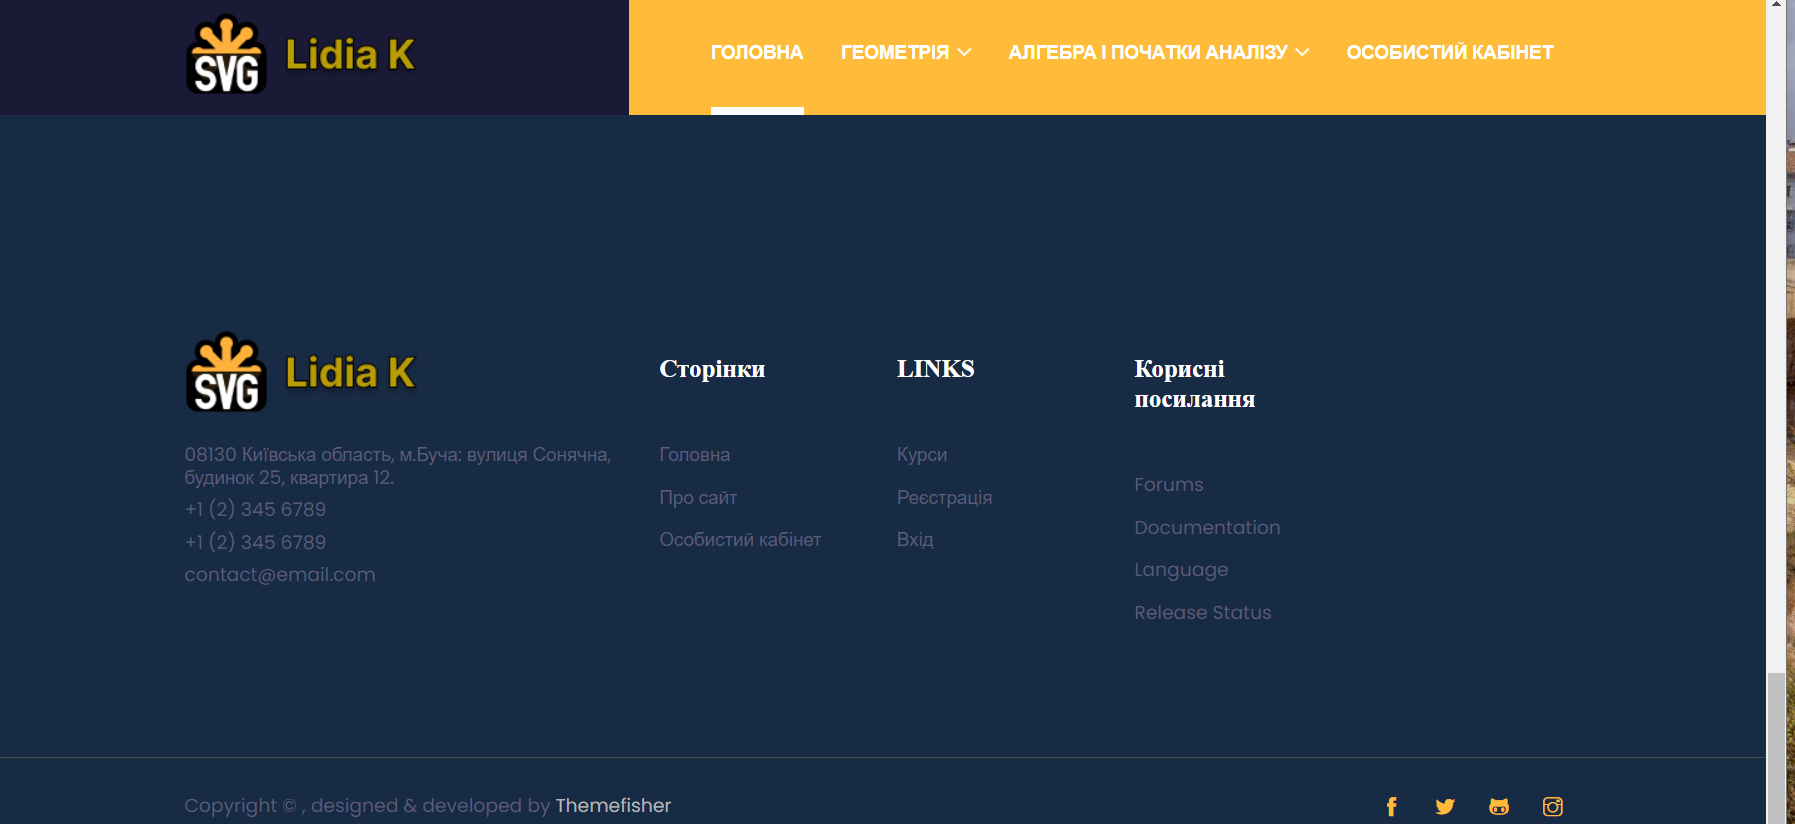 SVG Lidia K
ГОЛОВНА ГЕОМЕТРІЯ АЛГЕБРА І ПОЧАТКИ АНАЛІЗУ ОСОБИСТИЙ КАБІНЕТ
SVG Lidia K
08130 Київська область, м.Буча: вулиця Сонячна,
будинок 25, квартира 12.
+1 (2) 345 6789
+1 (2) 345 6789
contact@email.com
Сторінки
Головна
Про сайт
Особистий кабінет
LINKS
Курси
Реєстрація
Вхід
Корисні
посилання
Forums
Documentation
Language
Release Status
Copyright © , designed & developed by Themefisher